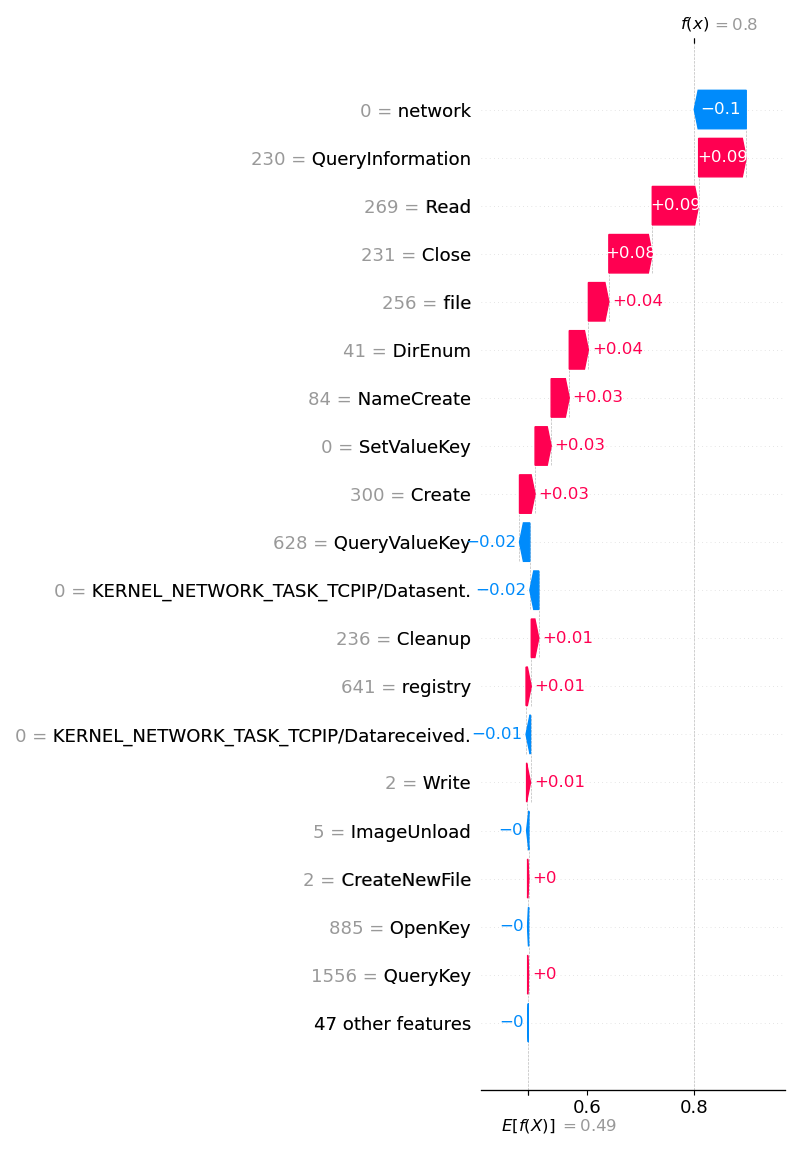 f(x) = 0.8
0 = network −0.1
230 = QueryInformation +0.09
269 = Read +0.09
231 = Close +0.08
256 = file +0.04
41 = DirEnum +0.04
84 = NameCreate +0.03
0 = SetValueKey +0.03
300 = Create +0.03
628 = QueryValueKey −0.02
0 = KERNEL_NETWORK_TASK_TCPIP/Datasent. −0.02
236 = Cleanup +0.01
641 = registry +0.01
0 = KERNEL_NETWORK_TASK_TCPIP/Datareceived. −0.01
2 = Write +0.01
5 = ImageUnload −0
2 = CreateNewFile +0
885 = OpenKey −0
1556 = QueryKey +0
47 other features −0
0.6 0.8
E[f(X)] = 0.49